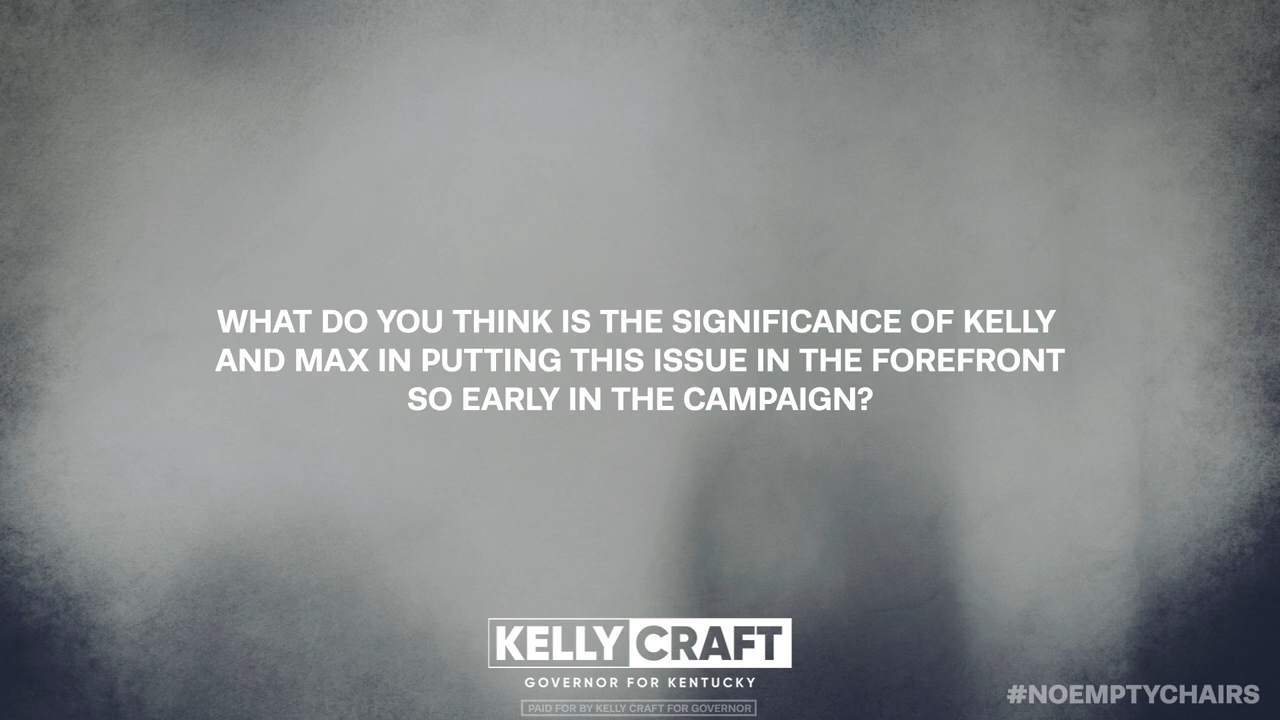 WHAT DO YOU THINK IS THE SIGNIFICANCE OF KELLY
AND MAX IN PUTTING THIS ISSUE IN THE FOREFRONT
SO EARLY IN THE CAMPAIGN?
KELLY CRAFT
GOVERNOR FOR KENTUCKY
PAID FOR BY KELLY CRAFT FOR GOVERNOR
#NOEMPTYCHAIRS